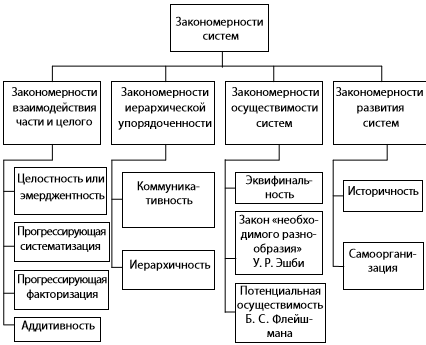 Закономерности
систем
Закономерности
взаимодействия
части и целого
Закономерности
иерархической
упорядоченности
Закономерности
осуществимости
систем
Закономерности
развития
систем
Целостность или
эмерджентность
Прогрессирующая
систематизация
Прогрессирующая
факторизация
Аддитивность
Коммуника-
тивность
Иерархичность
Эквифиналь-
ность
Закон «необхо-
димого разно-
образия»
У. Р. Эшби
Потенциальная
осуществимость
Б. С. Флейш-
мана
Историчность
Самооргани-
зация